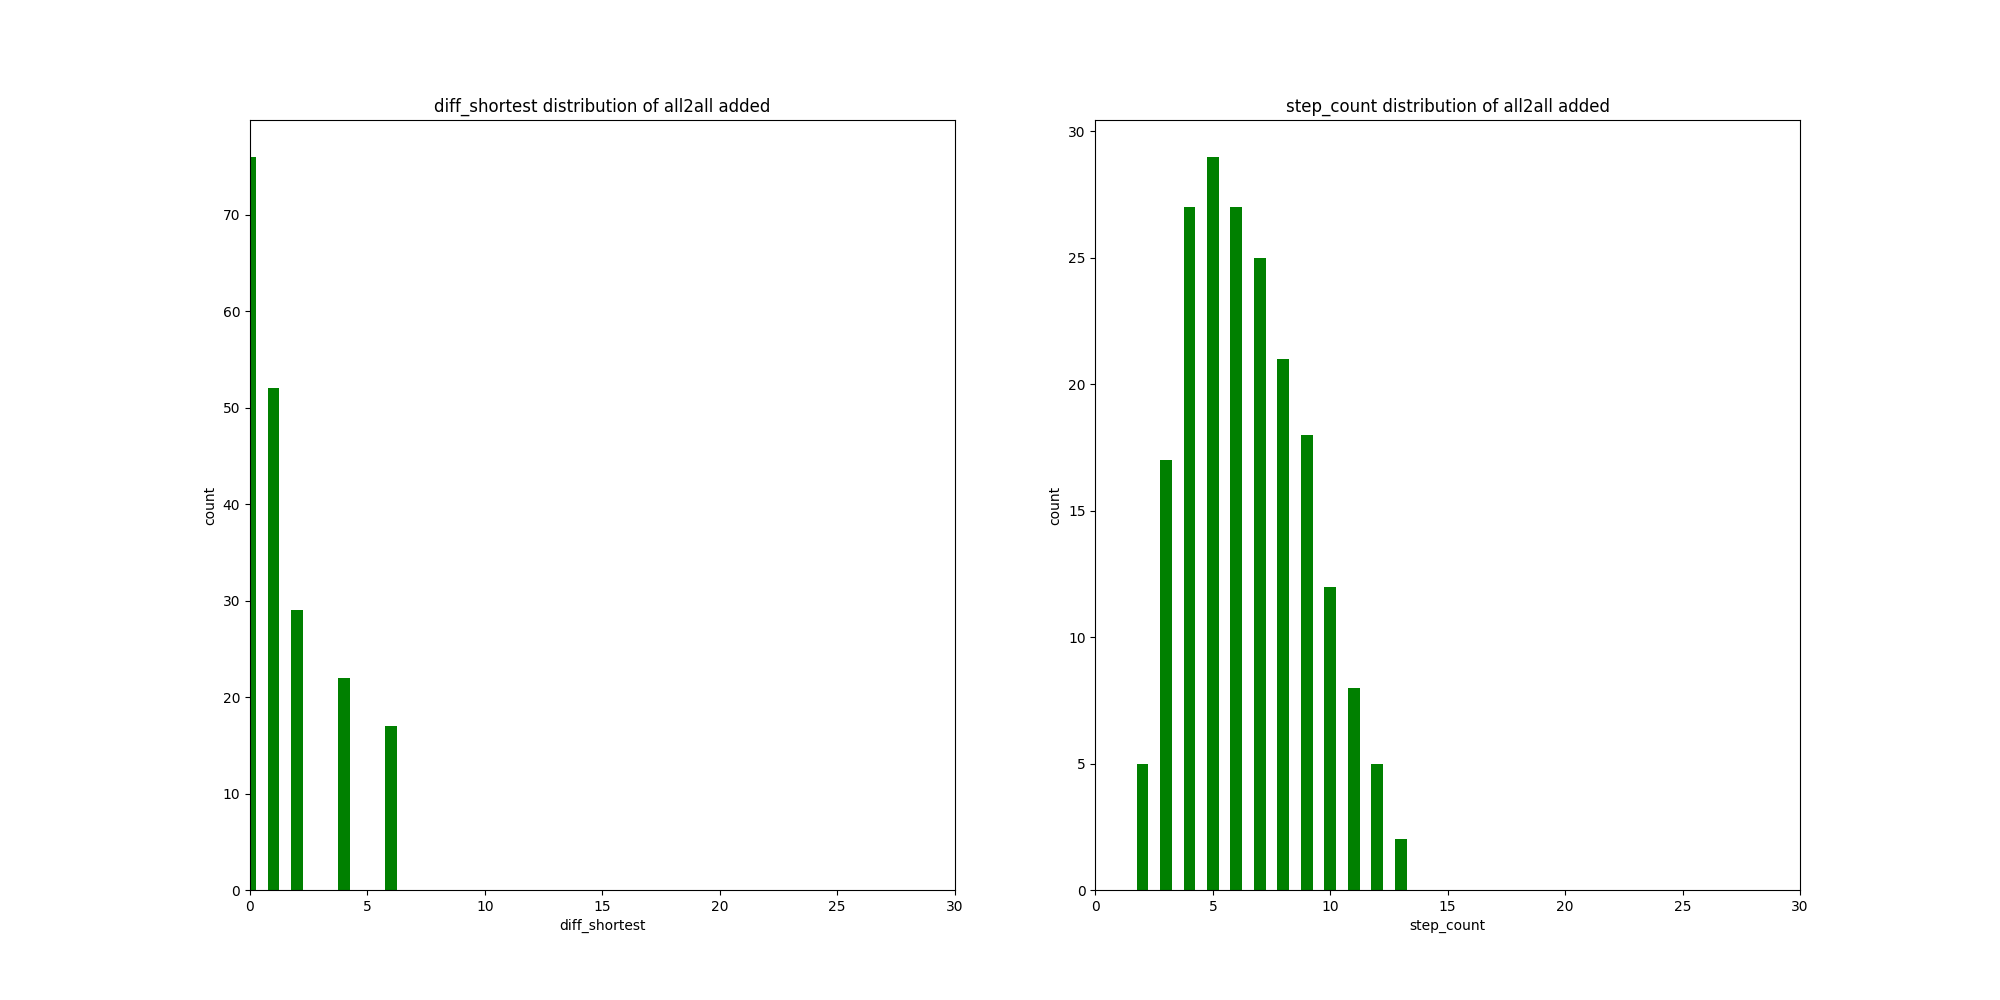 diff_shortest distribution of all2all added
count
70
60
50
40
30
20
10
0
0 5 10 15 20 25 30
diff_shortest
step_count distribution of all2all added
count
30
25
20
15
10
5
0
0 5 10 15 20 25 30
step_count